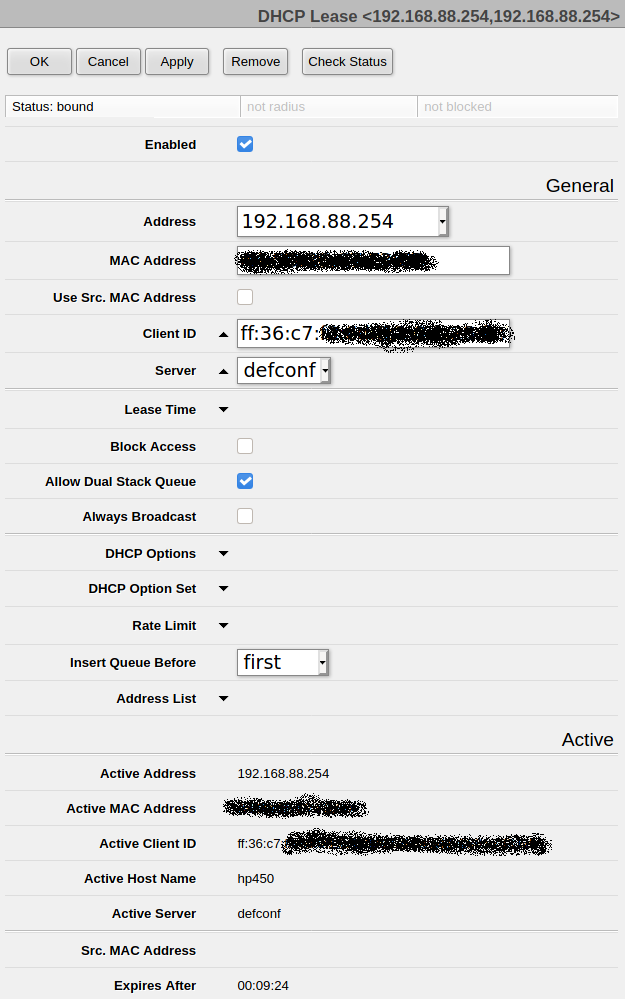 DHCP Lease <192.168.88.254,192.168.88.254>
OK Cancel Apply Remove Check Status
Status: bound not radius not blocked
Enabled
General
Address 192.168.88.254
MAC Address
Use Src. MAC Address
Client ID ff:36:c7:
Server defconf
Lease Time
Block Access
Allow Dual Stack Queue
Always Broadcast
DHCP Options
DHCP Option Set
Rate Limit
Insert Queue Before first
Address List
Active
Active Address 192.168.88.254
Active MAC Address
Active Client ID ff:36:c7:
Active Host Name hp450
Active Server defconf
Src. MAC Address
Expires After 00:09:24